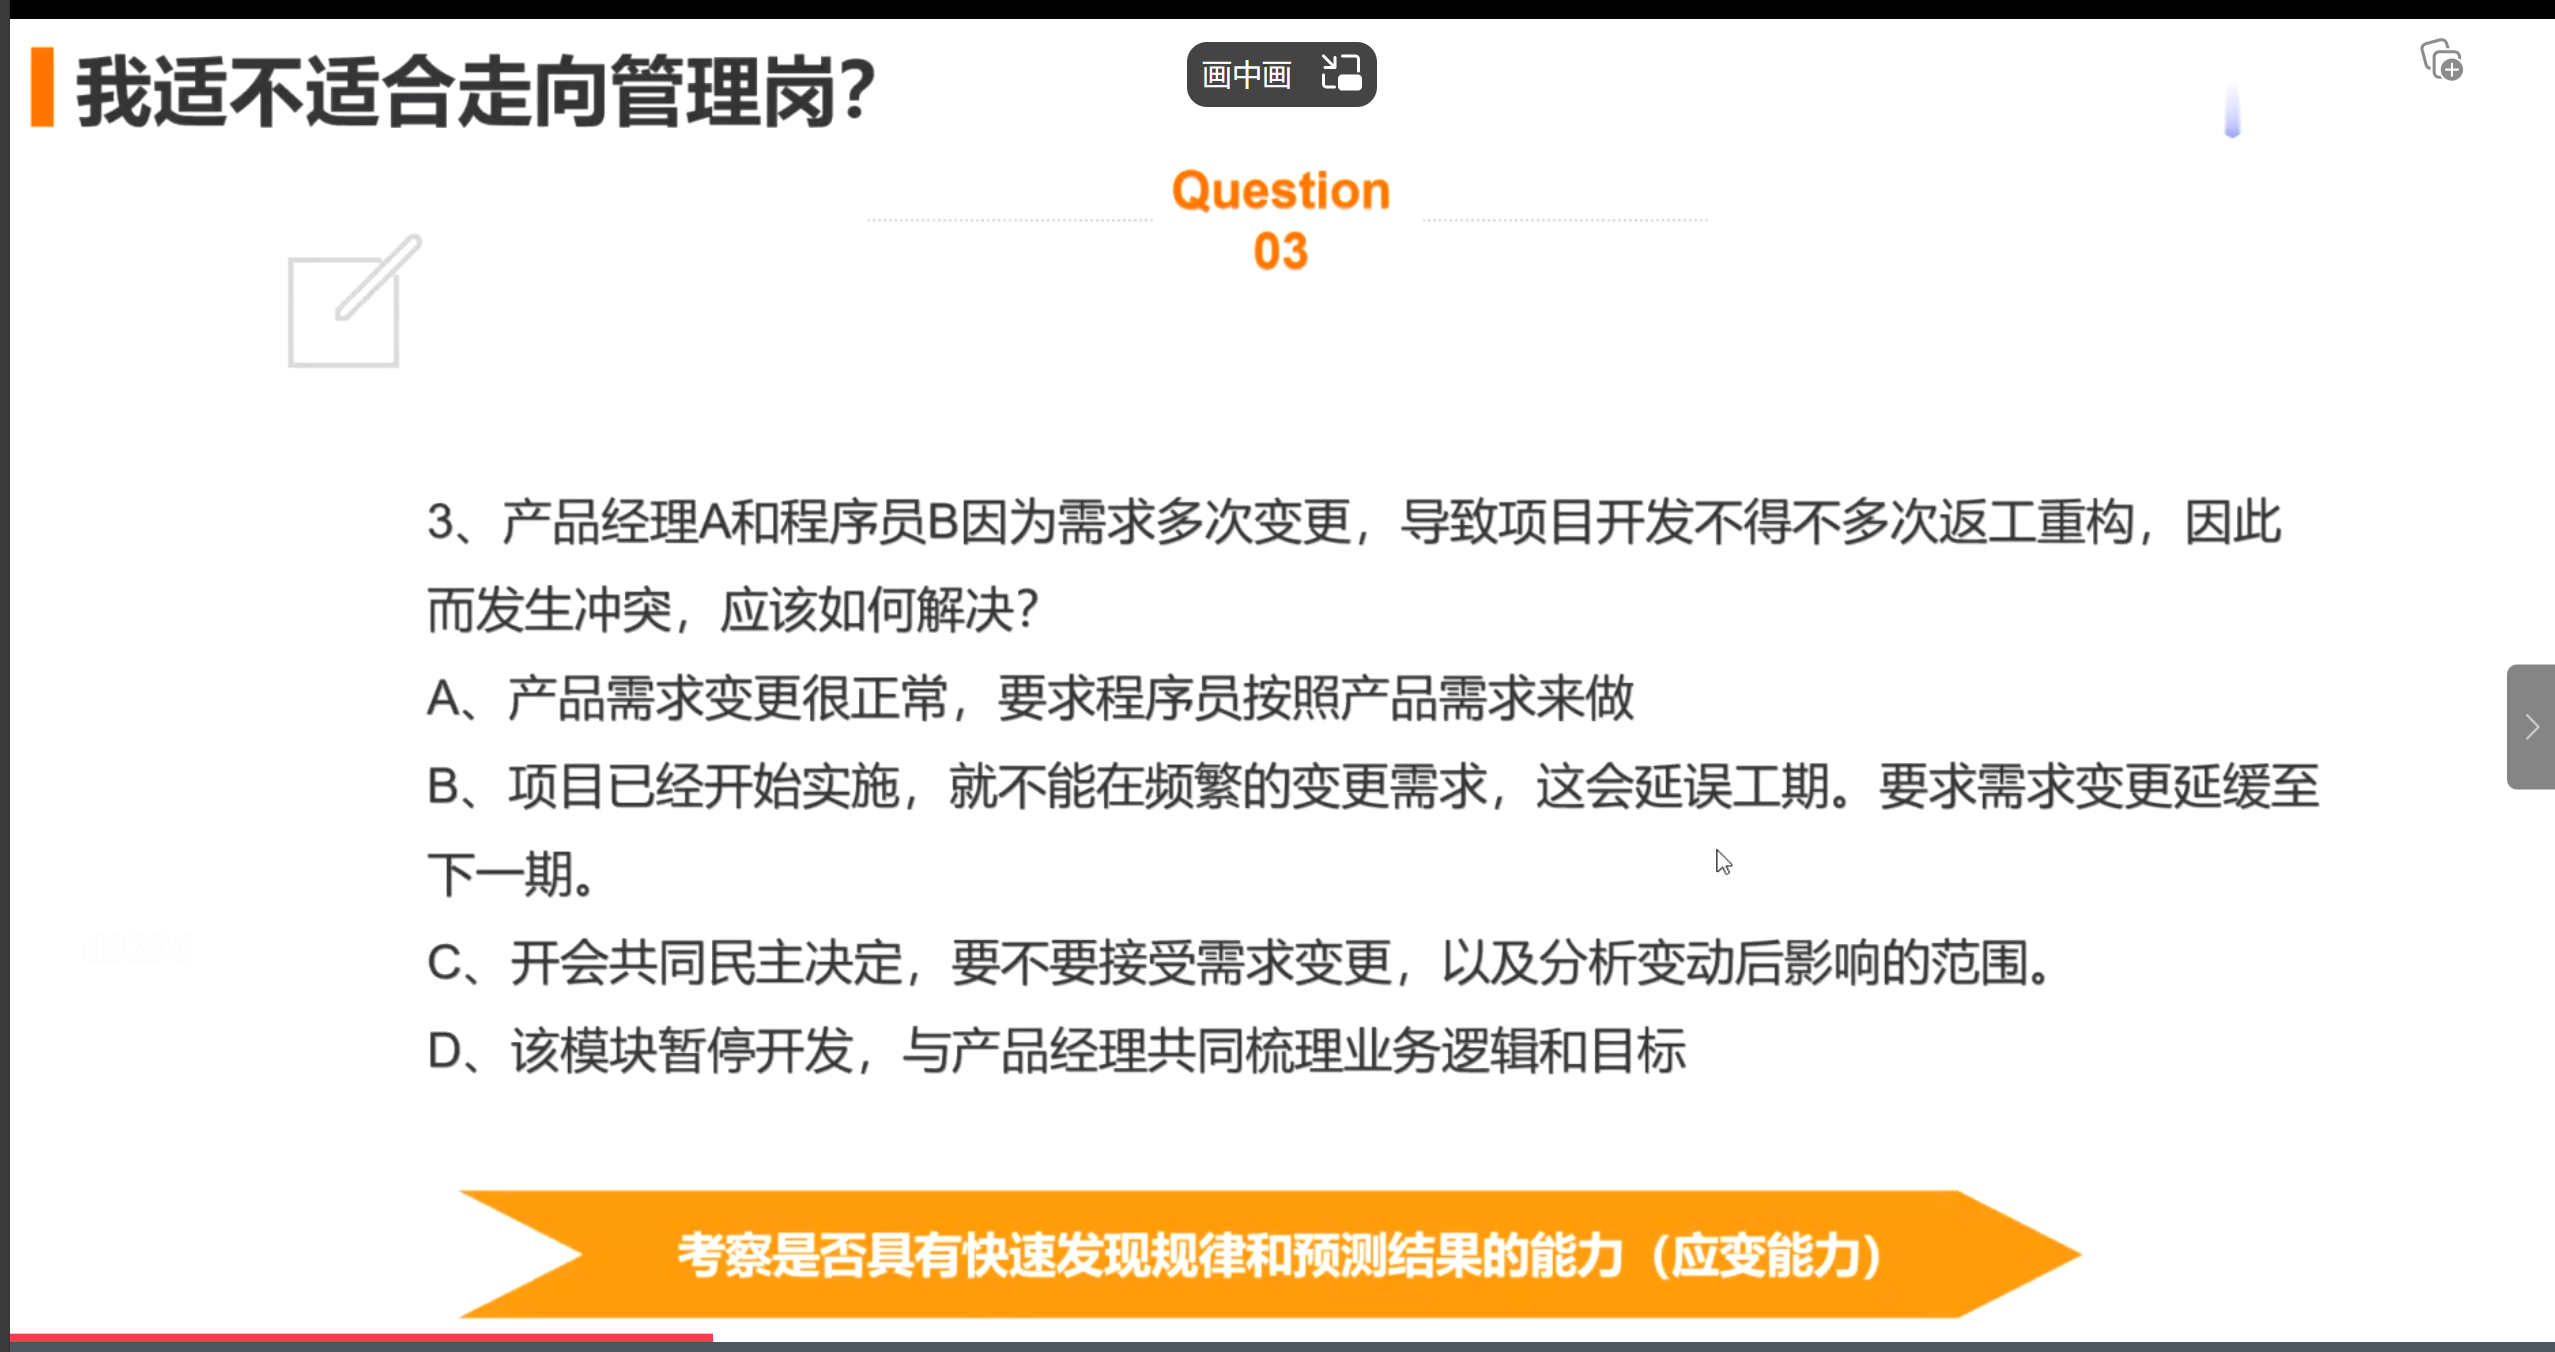 我适不适合走向管理岗？
画中画
Question
03
3、产品经理A和程序员B因为需求多次变更，导致项目开发不得不多次返工重构，因此
而发生冲突，应该如何解决？
A、产品需求变更很正常，要求程序员按照产品需求来做
B、项目已经开始实施，就不能在频繁的变更需求，这会延误工期。要求需求变更延缓至
下一期。
C、开会共同民主决定，要不要接受需求变更，以及分析变动后影响的范围。
D、该模块暂停开发，与产品经理共同梳理业务逻辑和目标
考察是否具有快速发现规律和预测结果的能力（应变能力）